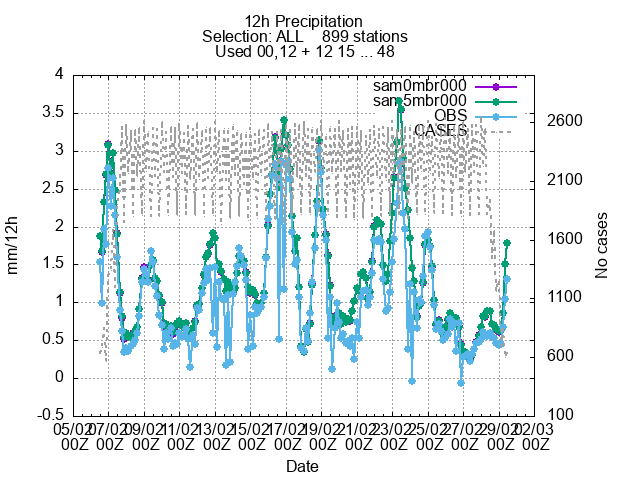 12h Precipitation
Selection: ALL 899 stations
Used 00,12 + 12 15 ... 48
sam0mbr000
sam5mbr000
OBS
CASES
4
3.5
3
2.5
2
1.5
1
0.5
0
-0.5
mm/12h
2600
2100
1600
1100
600
100
No cases
05/02 07/02 09/02 11/02 13/02 15/02 17/02 19/02 21/02 23/02 25/02 27/02 29/02 02/03
00Z 00Z 00Z 00Z 00Z 00Z 00Z 00Z 00Z 00Z 00Z 00Z 00Z 00Z
Date